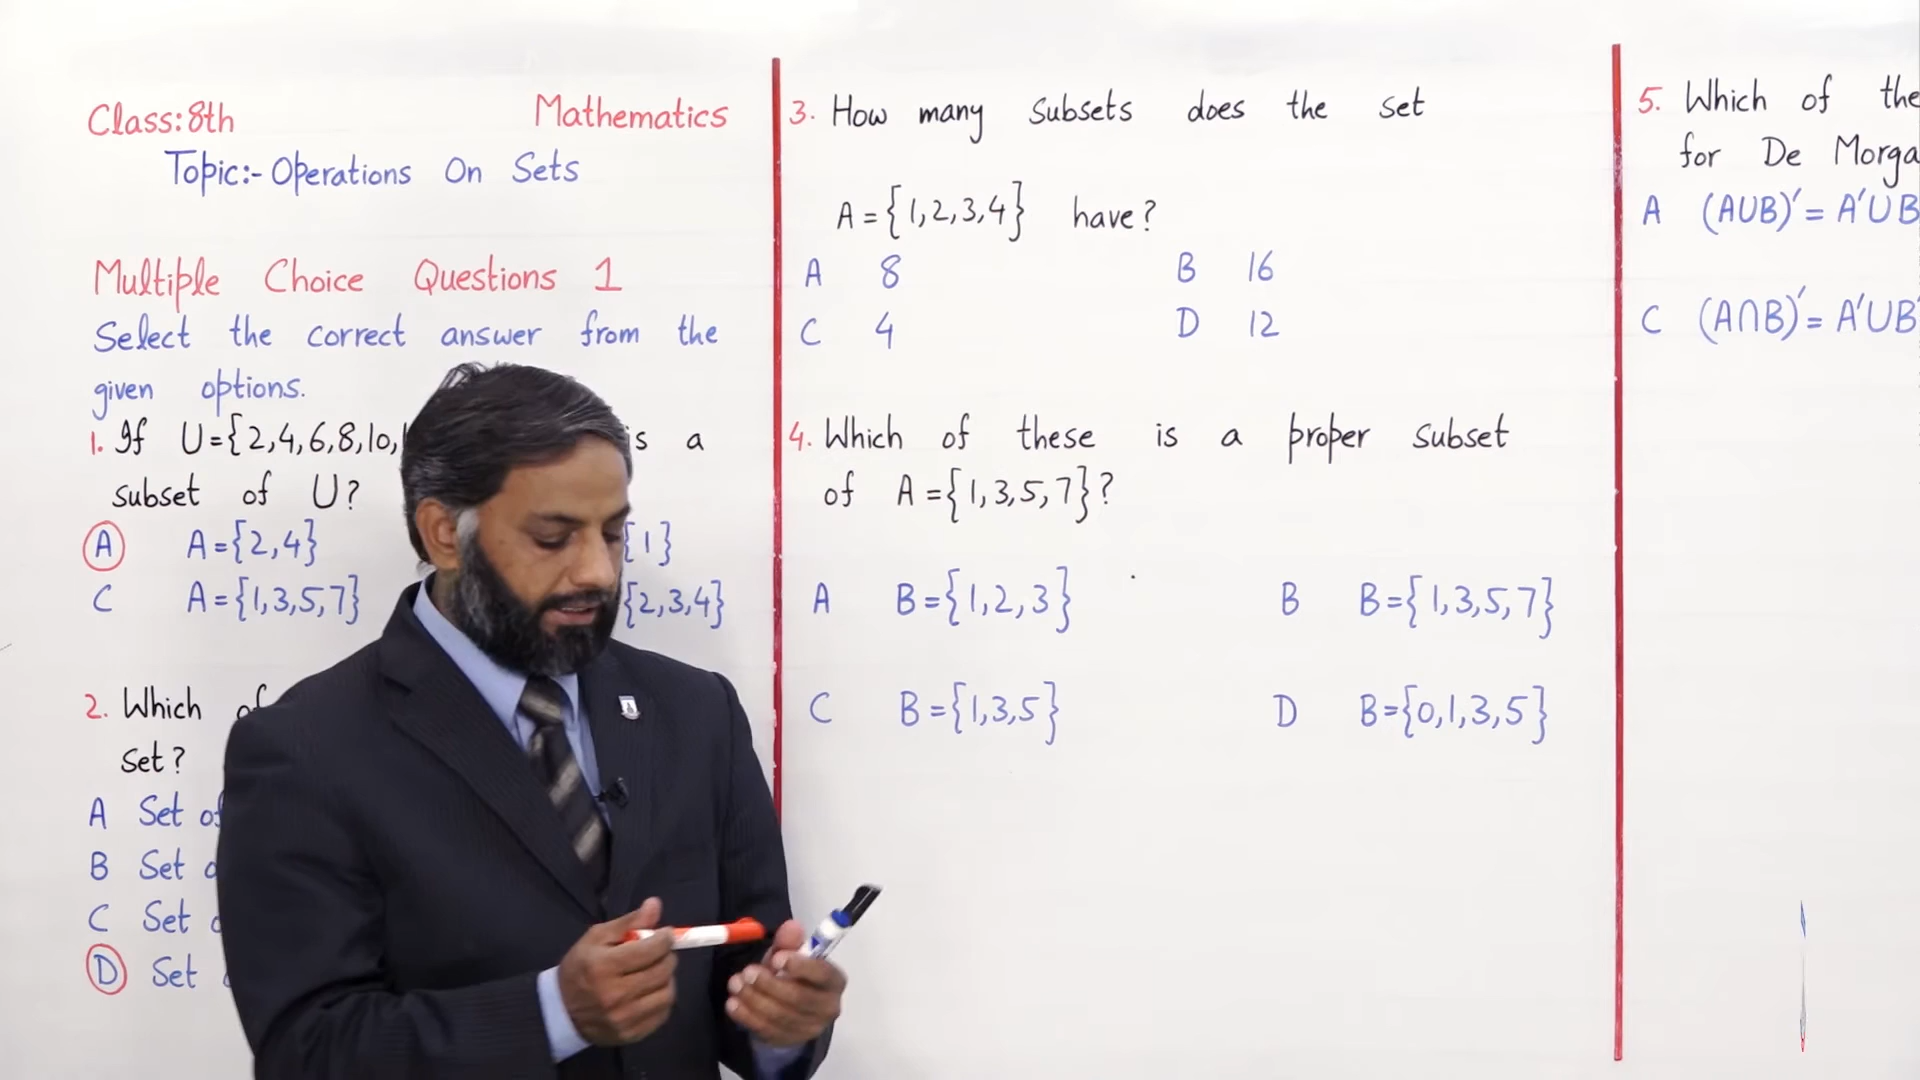 Class:8th Mathematics
Topic:- Operations On Sets
Multiple Choice Questions 1
Select the correct answer from the
given options.
1. If U={2,4,6,8,10, is a
subset of U?
A A={2,4} {1}
C A={1,3,5,7} {2,3,4}
2. Which of
Set?
A Set of
B Set
C Set
D Set
3. How many Subsets does the set
A={1,2,3,4} have?
A 8 B 16
C 4 D 12
4. Which of these is a proper subset
of A={1,3,5,7}?
A B={1,2,3} B B={1,3,5,7}
C B={1,3,5} D B={0,1,3,5}
5. Which of the
for De Morga
A (A∪B)′= A′∪B
C (A∩B)′= A′∪B′